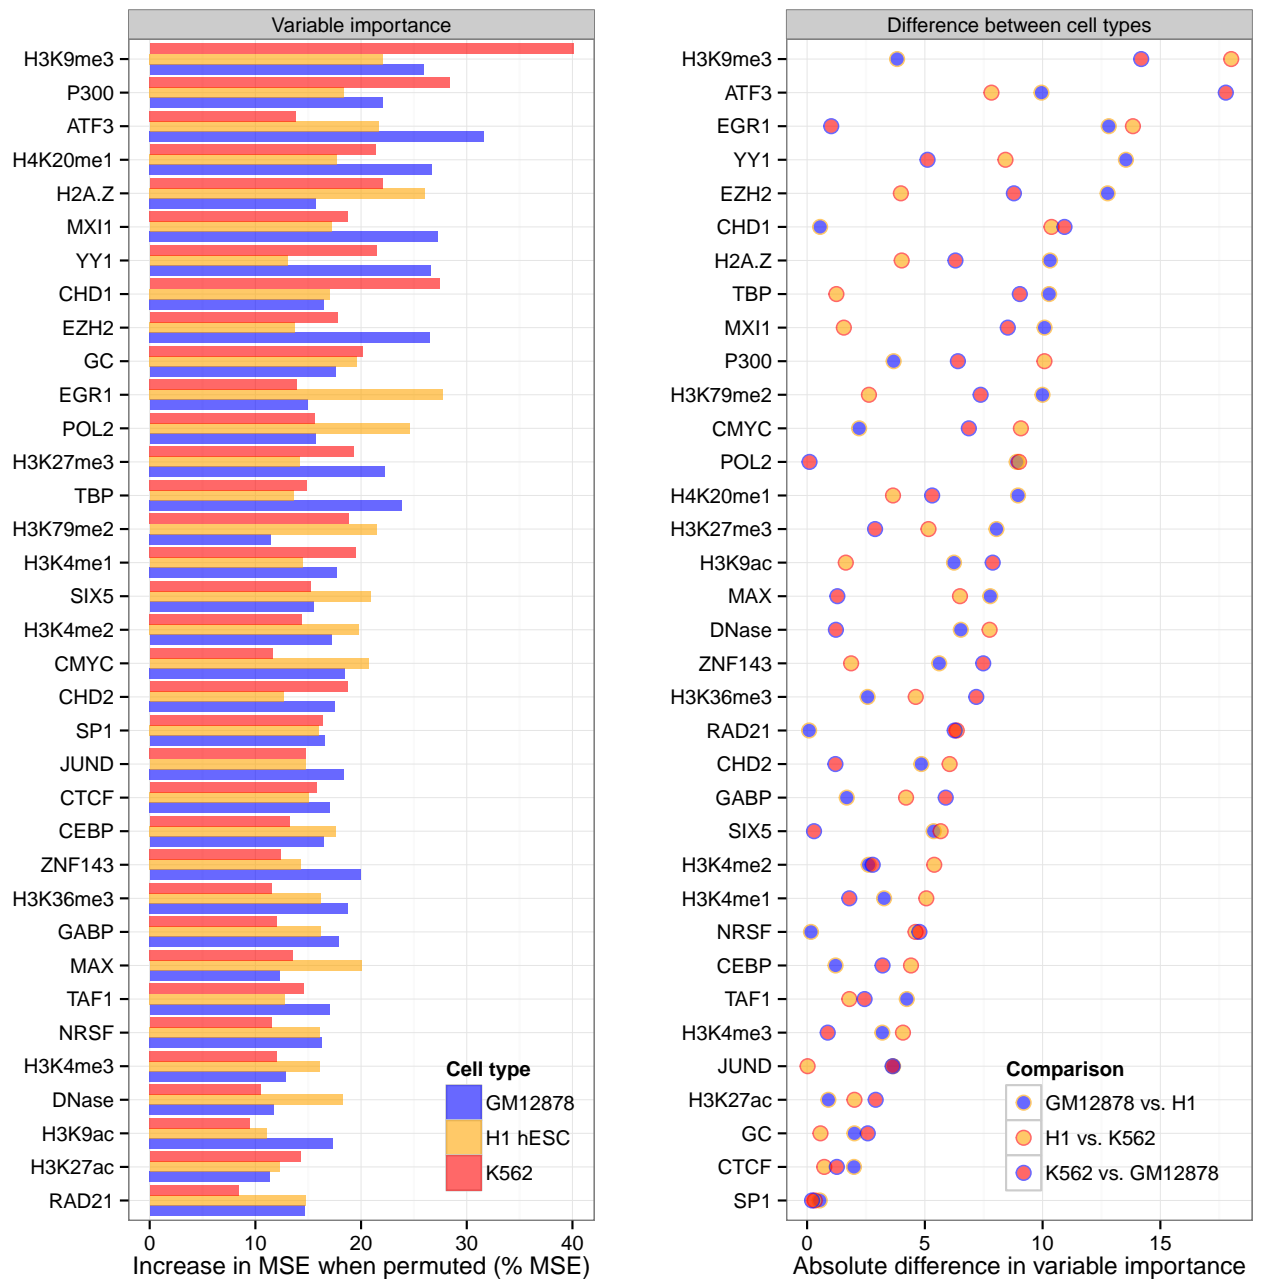 Variable importance
H3K9me3
P300
ATF3
H4K20me1
H2A.Z
MXI1
YY1
CHD1
EZH2
GC
EGR1
POL2
H3K27me3
TBP
H3K79me2
H3K4me1
SIX5
H3K4me2
CMYC
CHD2
SP1
JUND
CTCF
CEBP
ZNF143
H3K36me3
GABP
MAX
TAF1
NRSF
H3K4me3
DNase
H3K9ac
H3K27ac
RAD21
Cell type
GM12878
H1 hESC
K562
0 10 20 30 40
Increase in MSE when permuted (% MSE)
Difference between cell types
H3K9me3
ATF3
EGR1
YY1
EZH2
CHD1
H2A.Z
TBP
MXI1
P300
H3K79me2
CMYC
POL2
H4K20me1
H3K27me3
H3K9ac
MAX
DNase
ZNF143
H3K36me3
RAD21
CHD2
GABP
SIX5
H3K4me2
H3K4me1
NRSF
CEBP
TAF1
H3K4me3
JUND
H3K27ac
GC
CTCF
SP1
Comparison
GM12878 vs. H1
H1 vs. K562
K562 vs. GM12878
0 5 10 15
Absolute difference in variable importance